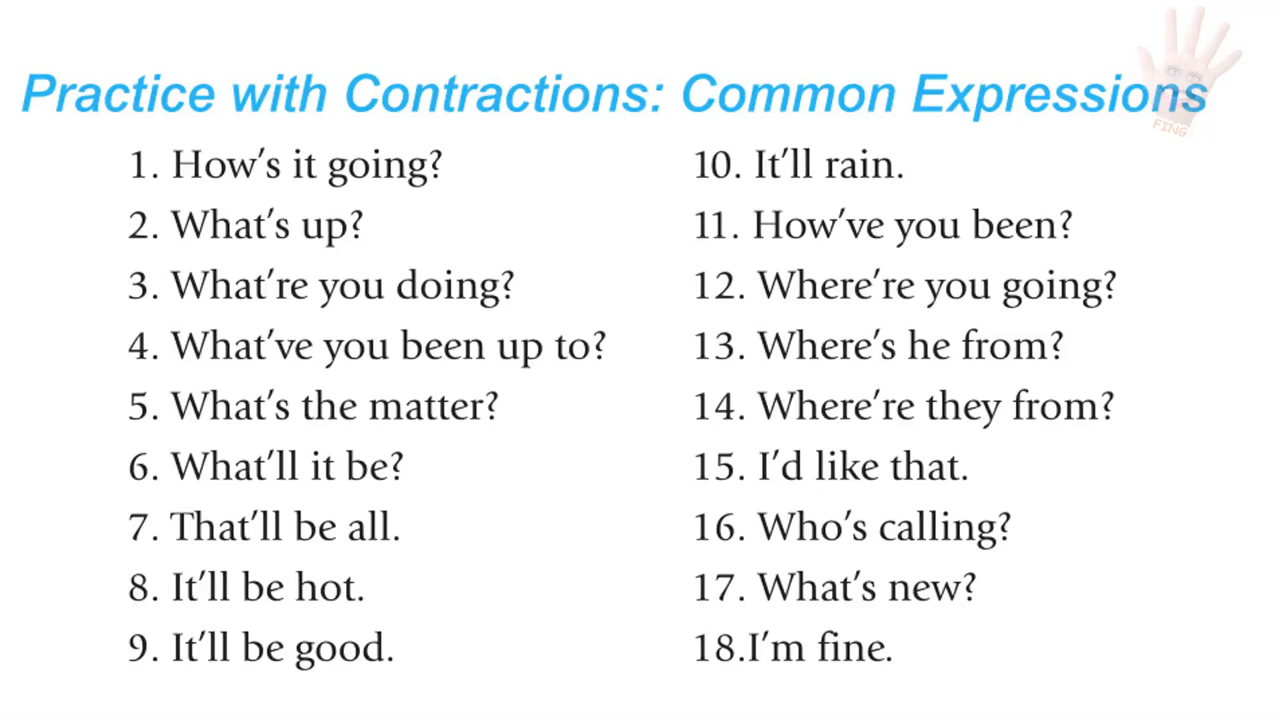 Practice with Contractions: Common Expressions
FING
1. How's it going?
2. What's up?
3. What're you doing?
4. What've you been up to?
5. What's the matter?
6. What'll it be?
7. That'll be all.
8. It'll be hot.
9. It'll be good.
10. It'll rain.
11. How've you been?
12. Where're you going?
13. Where's he from?
14. Where're they from?
15. I'd like that.
16. Who's calling?
17. What's new?
18.I'm fine.